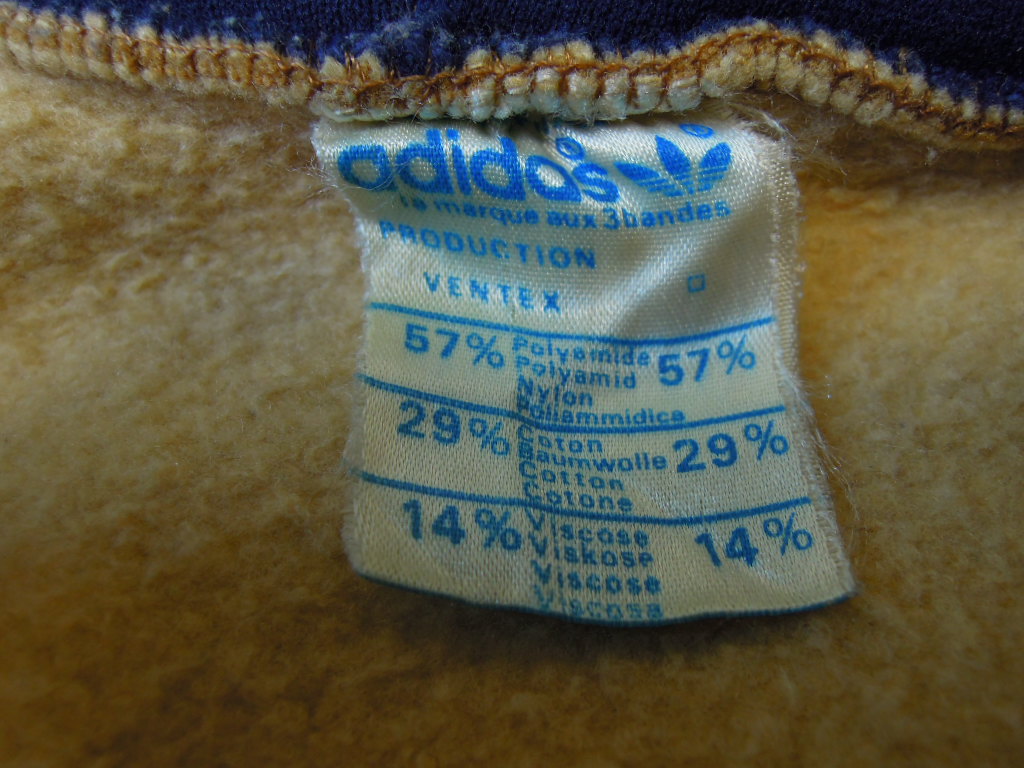 adidas®
®
la marque aux 3 bandes
PRODUCTION
VENTEX
57% Polyamide 57%
Polyamid
Nylon
Poliammidica
29% Coton 29%
Baumwolle
Cotton
Cotone
14% Viscose 14%
Viskose
Viscose
Viscosa